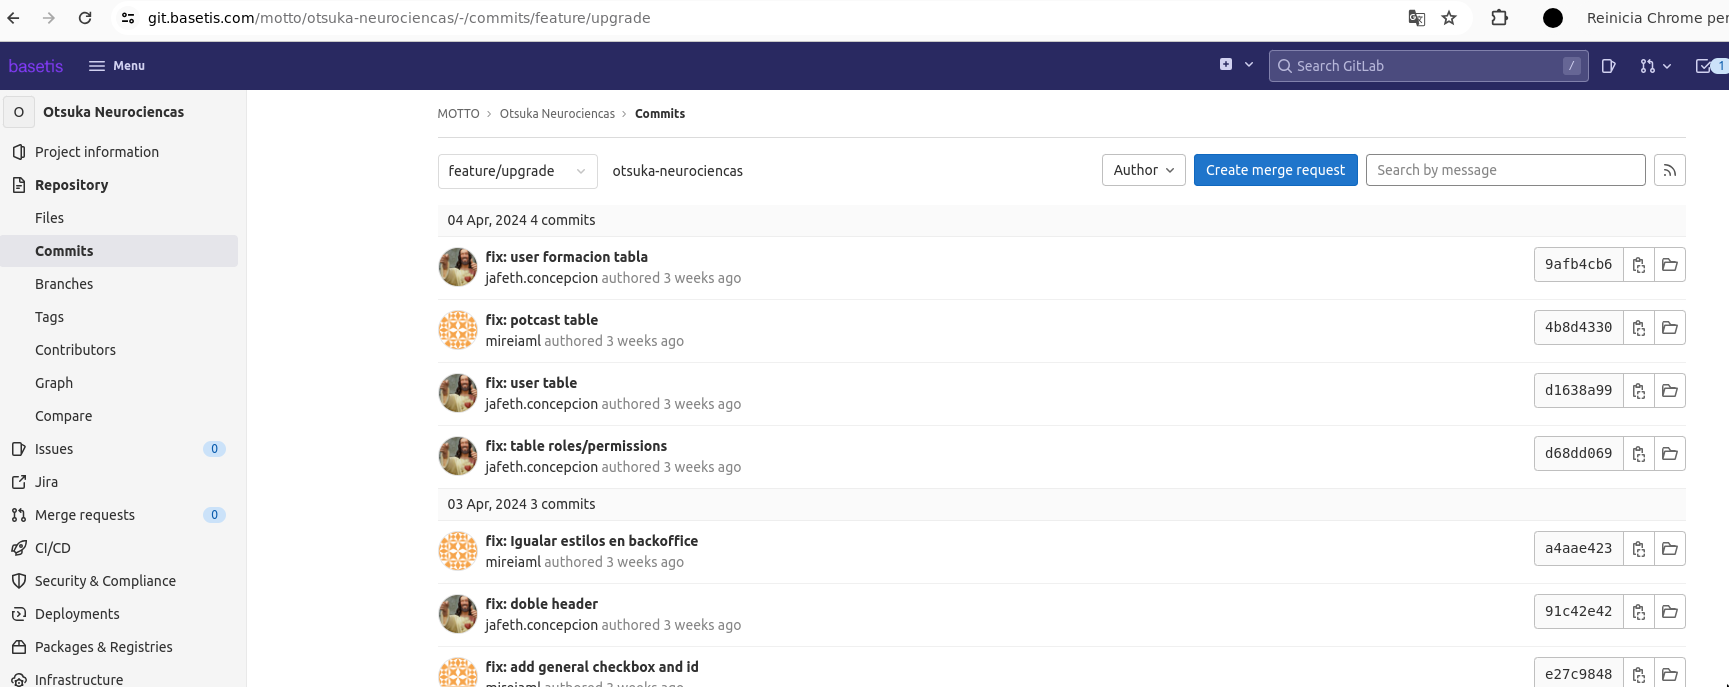 git.basetis.com/motto/otsuka-neurociencas/-/commits/feature/upgrade
Reinicia Chrome per
basetis
Menu
Search GitLab /
1
O Otsuka Neurociencas
Project information
Repository
Files
Commits
Branches
Tags
Contributors
Graph
Compare
Issues 0
Jira
Merge requests 0
CI/CD
Security & Compliance
Deployments
Packages & Registries
Infrastructure
MOTTO > Otsuka Neurociencas > Commits
feature/upgrade otsuka-neurociencas Author Create merge request Search by message
04 Apr, 2024 4 commits
fix: user formacion tabla
jafeth.concepcion authored 3 weeks ago
9afb4cb6
fix: potcast table
mireiaml authored 3 weeks ago
4b8d4330
fix: user table
jafeth.concepcion authored 3 weeks ago
d1638a99
fix: table roles/permissions
jafeth.concepcion authored 3 weeks ago
d68dd069
03 Apr, 2024 3 commits
fix: Igualar estilos en backoffice
mireiaml authored 3 weeks ago
a4aae423
fix: doble header
jafeth.concepcion authored 3 weeks ago
91c42e42
fix: add general checkbox and id
mireiaml authored 3 weeks ago
e27c9848